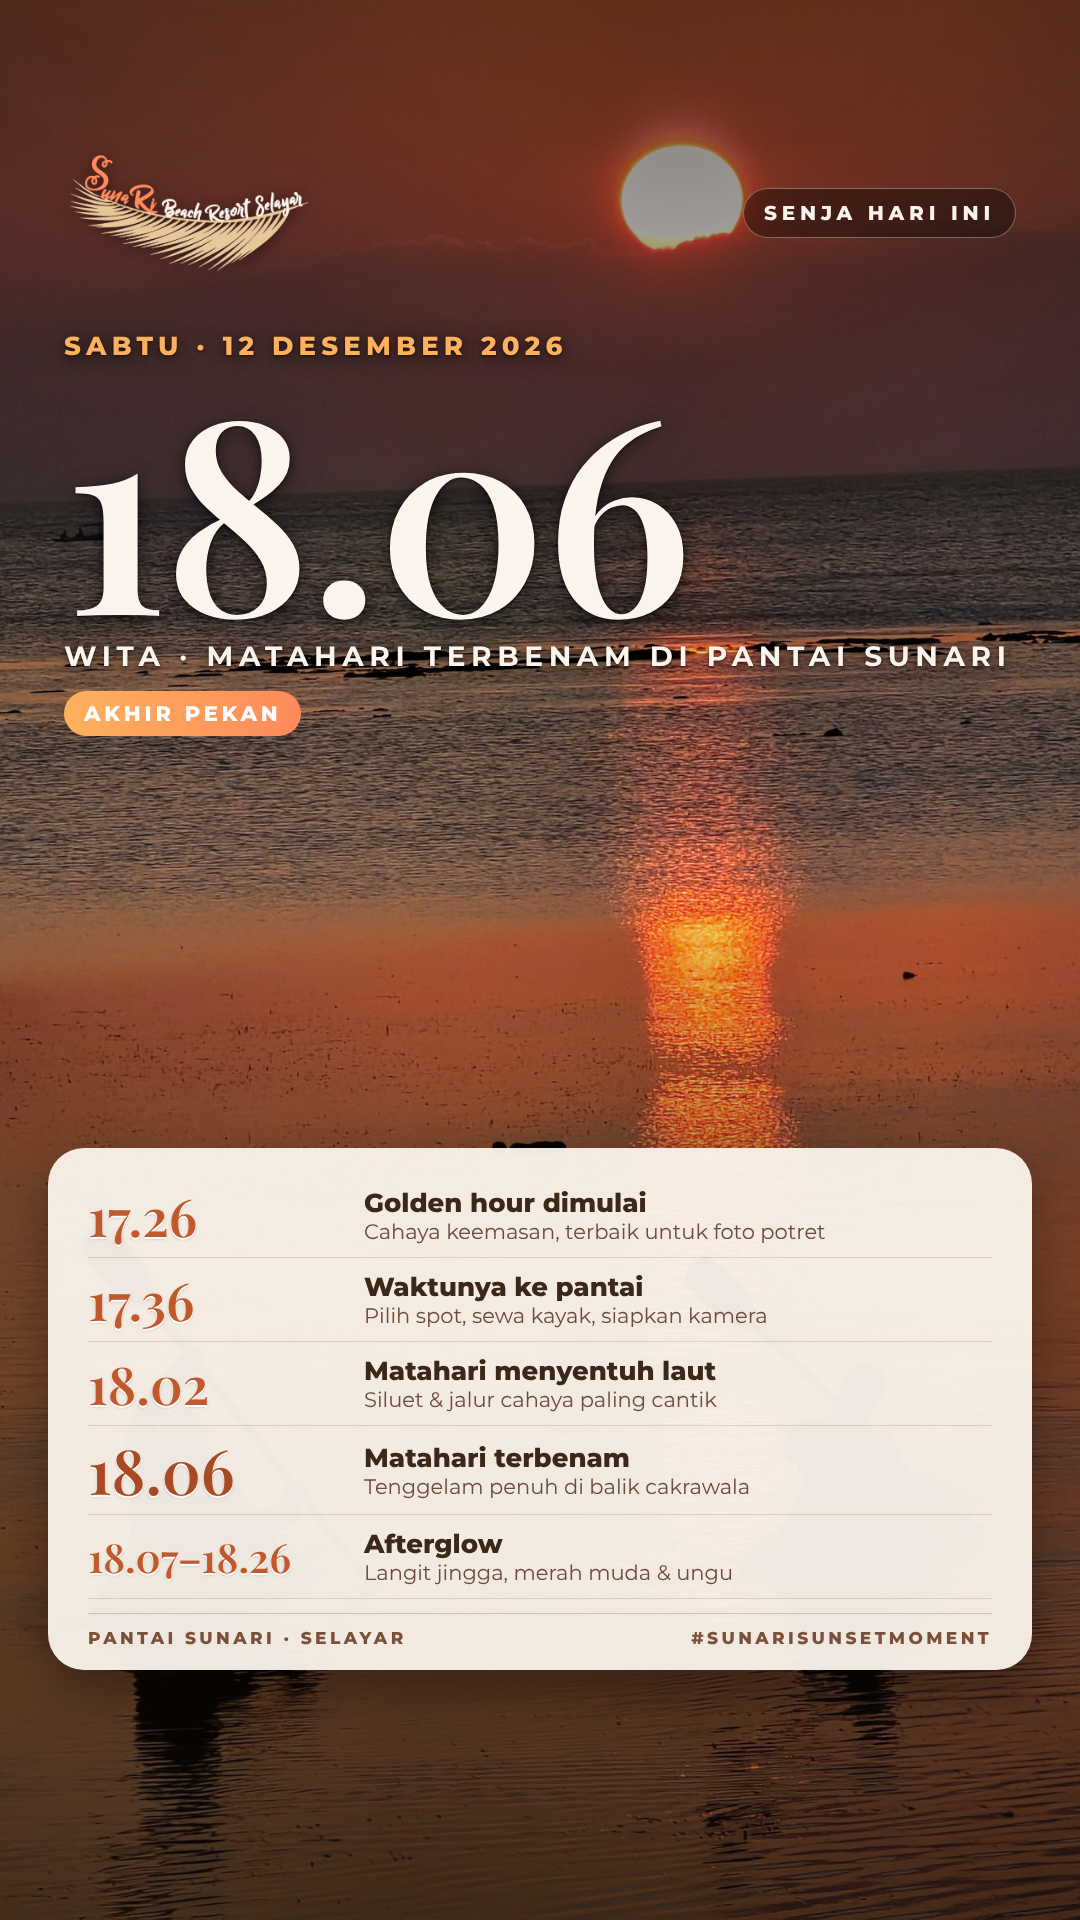 SunaRi Beach Resort Selayar
SENJA HARI INI
SABTU · 12 DESEMBER 2026
18.06
WITA · MATAHARI TERBENAM DI PANTAI SUNARI
AKHIR PEKAN
17.26
Golden hour dimulai
Cahaya keemasan, terbaik untuk foto potret
17.36
Waktunya ke pantai
Pilih spot, sewa kayak, siapkan kamera
18.02
Matahari menyentuh laut
Siluet & jalur cahaya paling cantik
18.06
Matahari terbenam
Tenggelam penuh di balik cakrawala
18.07–18.26
Afterglow
Langit jingga, merah muda & ungu
PANTAI SUNARI · SELAYAR
#SUNARISUNSETMOMENT